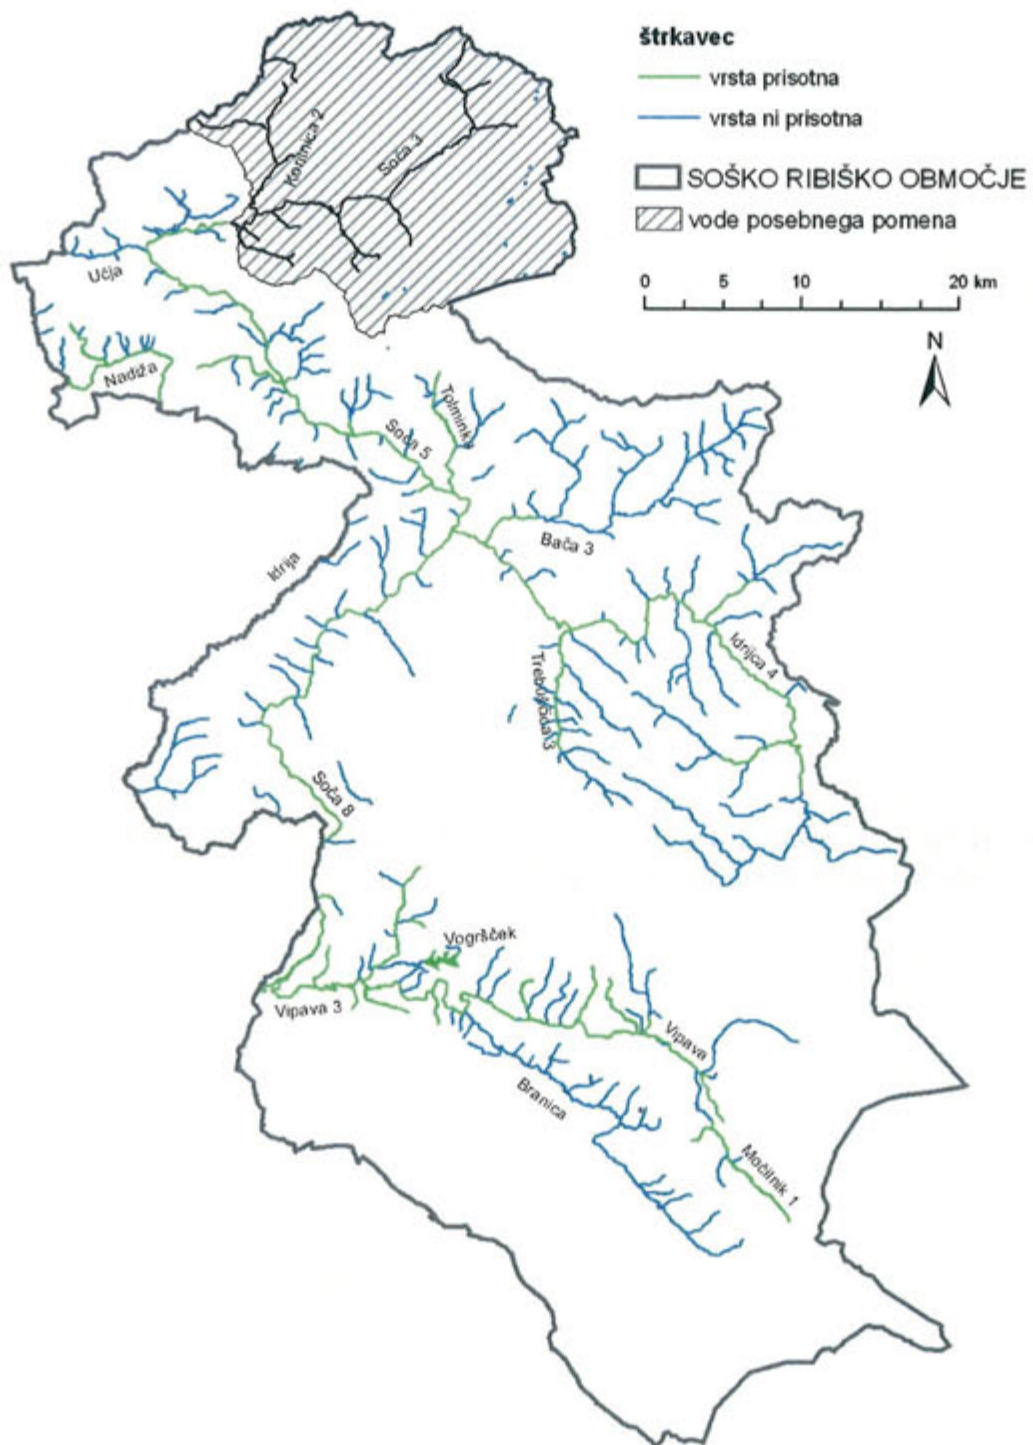 štrkavec
vrsta prisotna
vrsta ni prisotna
SOŠKO RIBIŠKO OBMOČJE
vode posebnega pomena
0 5 10 20 km
N
Koritnica 2
Soča 3
Učja
Nadiža
Soča 5
Tolminka
Bača 3
Idrija
Idrijca 4
Trebuščica 3
Soča 8
Vogršček
Vipava 3
Vipava
Branica
Močilnik 1